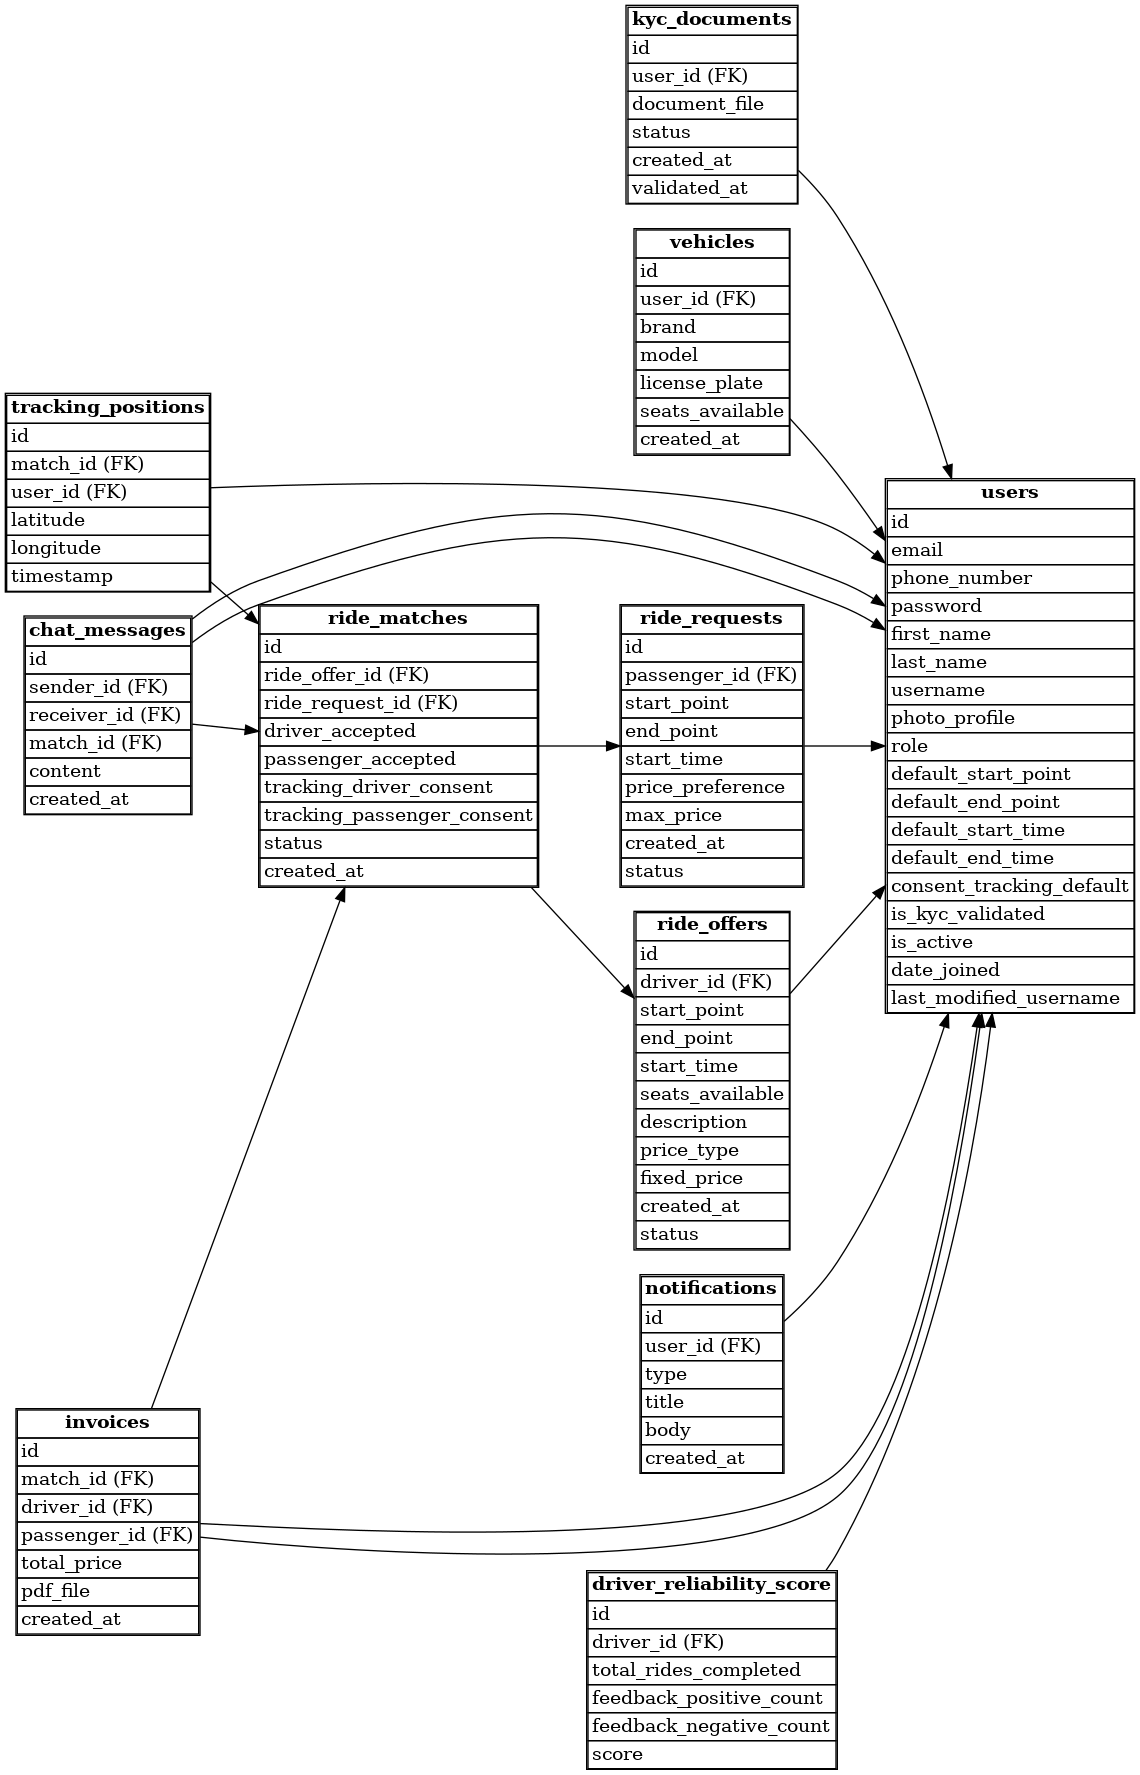 kyc_documents
id
user_id (FK)
document_file
status
created_at
validated_at
vehicles
id
user_id (FK)
brand
model
license_plate
seats_available
created_at
tracking_positions
id
match_id (FK)
user_id (FK)
latitude
longitude
timestamp
chat_messages
id
sender_id (FK)
receiver_id (FK)
match_id (FK)
content
created_at
ride_matches
id
ride_offer_id (FK)
ride_request_id (FK)
driver_accepted
passenger_accepted
tracking_driver_consent
tracking_passenger_consent
status
created_at
ride_requests
id
passenger_id (FK)
start_point
end_point
start_time
price_preference
max_price
created_at
status
users
id
email
phone_number
password
first_name
last_name
username
photo_profile
role
default_start_point
default_end_point
default_start_time
default_end_time
consent_tracking_default
is_kyc_validated
is_active
date_joined
last_modified_username
ride_offers
id
driver_id (FK)
start_point
end_point
start_time
seats_available
description
price_type
fixed_price
created_at
status
notifications
id
user_id (FK)
type
title
body
created_at
invoices
id
match_id (FK)
driver_id (FK)
passenger_id (FK)
total_price
pdf_file
created_at
driver_reliability_score
id
driver_id (FK)
total_rides_completed
feedback_positive_count
feedback_negative_count
score